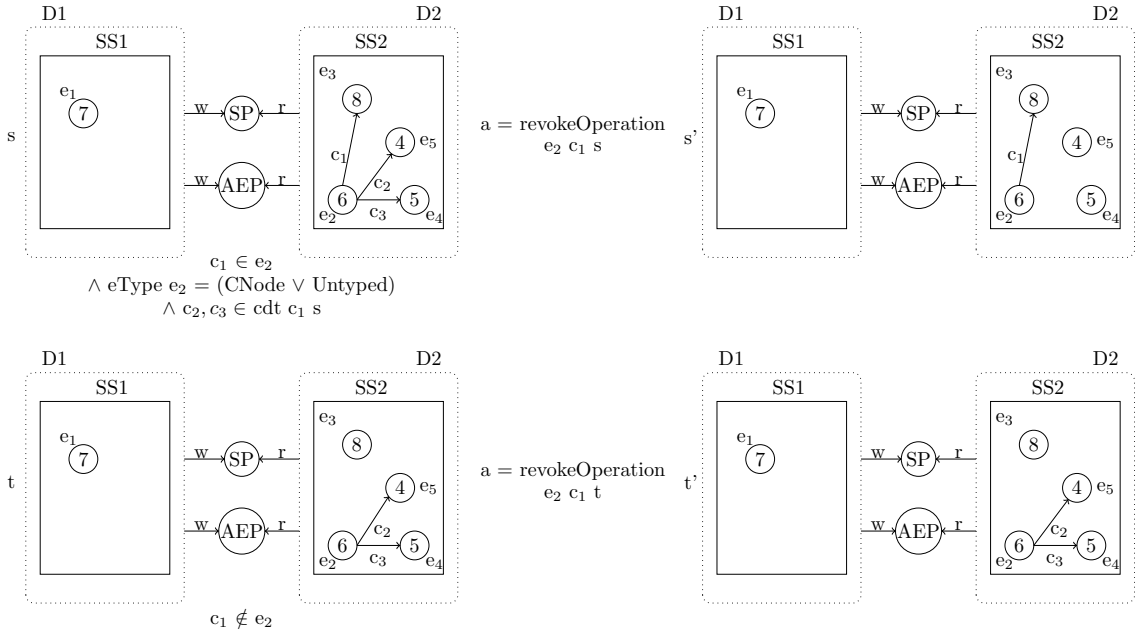 D1 D2 D1 D2
SS1 SS2 SS1 SS2
e3 e3
e1 8 e1 8
7 w SP r 7 w SP r
a = revokeOperation
4 e5 4 e5
s e2 c1 s s’
c1 c1
w AEP r c2 w AEP r
6 5 6 5
e2 c3 e4 e2 e4
c1 ∈ e2
∧ eType e2 = (CNode ∨ Untyped)
∧ c2, c3 ∈ cdt c1 s
D1 D2 D1 D2
SS1 SS2 SS1 SS2
e3 e3
e1 8 e1 8
7 w SP r 7 w SP r
a = revokeOperation
4 e5 4 e5
t e2 c1 t t’
w AEP r c2 w AEP r c2
6 5 6 5
e2 c3 e4 e2 c3 e4
c1 ∉ e2